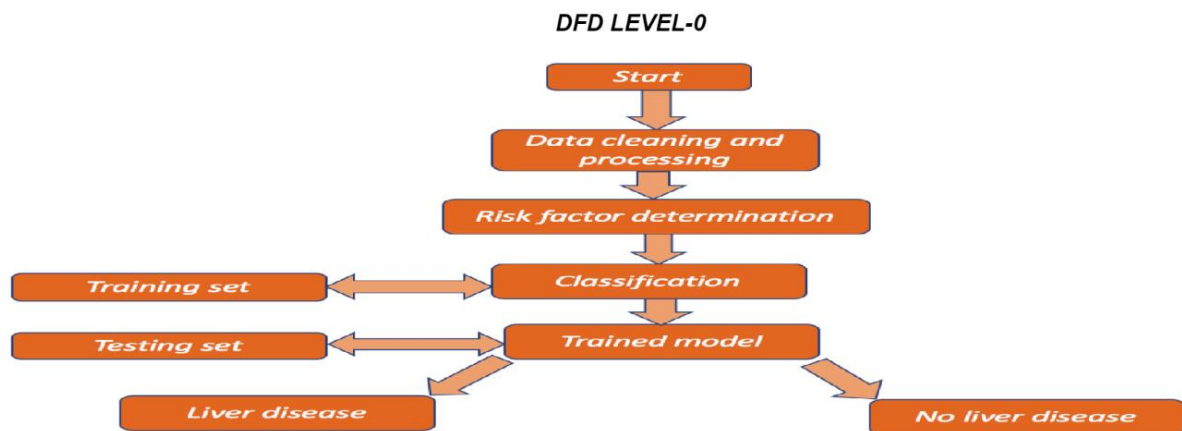 DFD LEVEL-0
Start
Data cleaning and
processing
Risk factor determination
Training set
Classification
Testing set
Trained model
Liver disease
No liver disease